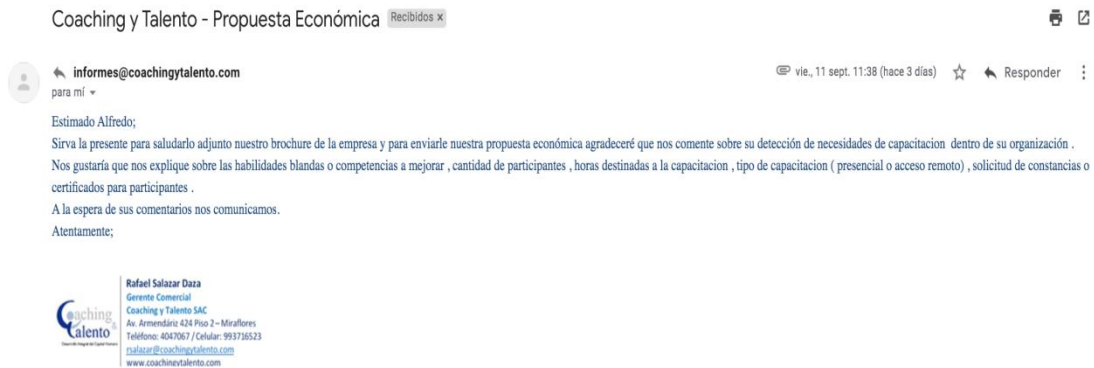 Coaching y Talento - Propuesta Económica Recibidos x
informes@coachingytalento.com vie., 11 sept. 11:38 (hace 3 días) Responder
para mí
Estimado Alfredo;
Sirva la presente para saludarlo adjunto nuestro brochure de la empresa y para enviarle nuestra propuesta económica agradeceré que nos comente sobre su detección de necesidades de capacitacion dentro de su organización .
Nos gustaría que nos explique sobre las habilidades blandas o competencias a mejorar , cantidad de participantes , horas destinadas a la capacitacion , tipo de capacitacion ( presencial o acceso remoto) , solicitud de constancias o
certificados para participantes .
A la espera de sus comentarios nos comunicamos.
Atentamente;
Coaching & Talento
Desarrollo Integral de Capital Humano
Rafael Salazar Daza
Gerente Comercial
Coaching y Talento SAC
Av. Armendáriz 424 Piso 2 – Miraflores
Teléfono: 4047067 / Celular: 993716523
rsalazar@coachingytalento.com
www.coachingytalento.com